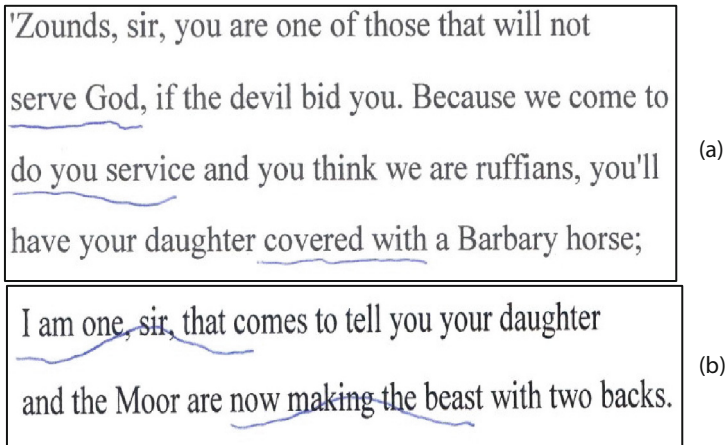 'Zounds, sir, you are one of those that will not
serve God, if the devil bid you. Because we come to
do you service and you think we are ruffians, you'll
have your daughter covered with a Barbary horse;
(a)
I am one, sir, that comes to tell you your daughter
and the Moor are now making the beast with two backs.
(b)